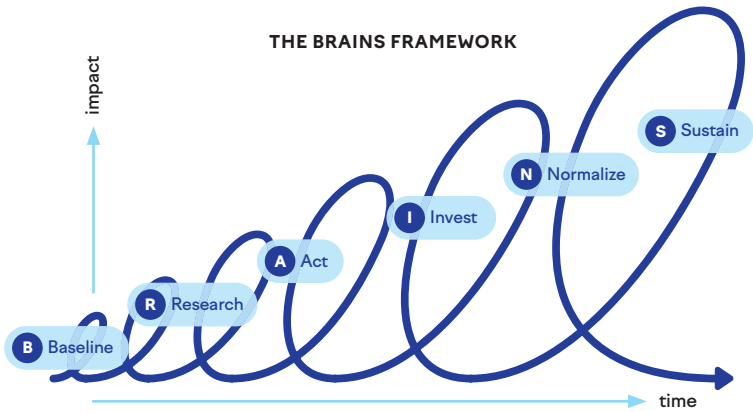 THE BRAINS FRAMEWORK
impact
S Sustain
N Normalize
I Invest
A Act
R Research
B Baseline
time